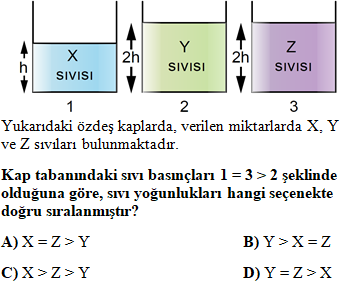 h
X
SIVISI
2h
Y
SIVISI
2h
Z
SIVISI
1
2
3
Yukarıdaki özdeş kaplarda, verilen miktarlarda X, Y
ve Z sıvıları bulunmaktadır.
Kap tabanındaki sıvı basınçları 1 = 3 > 2 şeklinde
olduğuna göre, sıvı yoğunlukları hangi seçenekte
doğru sıralanmıştır?
A) X = Z > Y
B) Y > X = Z
C) X > Z > Y
D) Y = Z > X